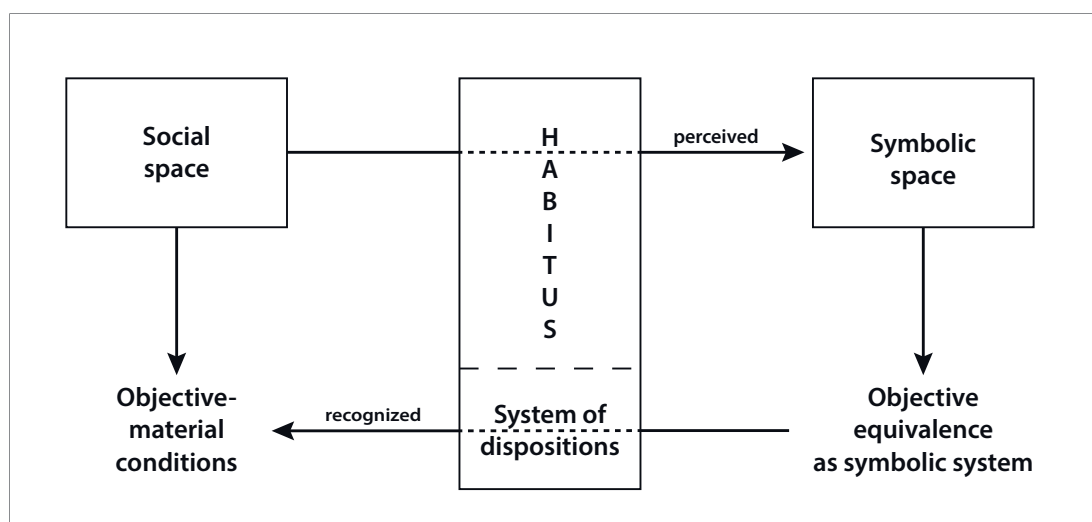 Social
space
H
A
B
I
T
U
S
perceived
Symbolic
space
Objective-
material
conditions
recognized
System of
dispositions
Objective
equivalence
as symbolic system